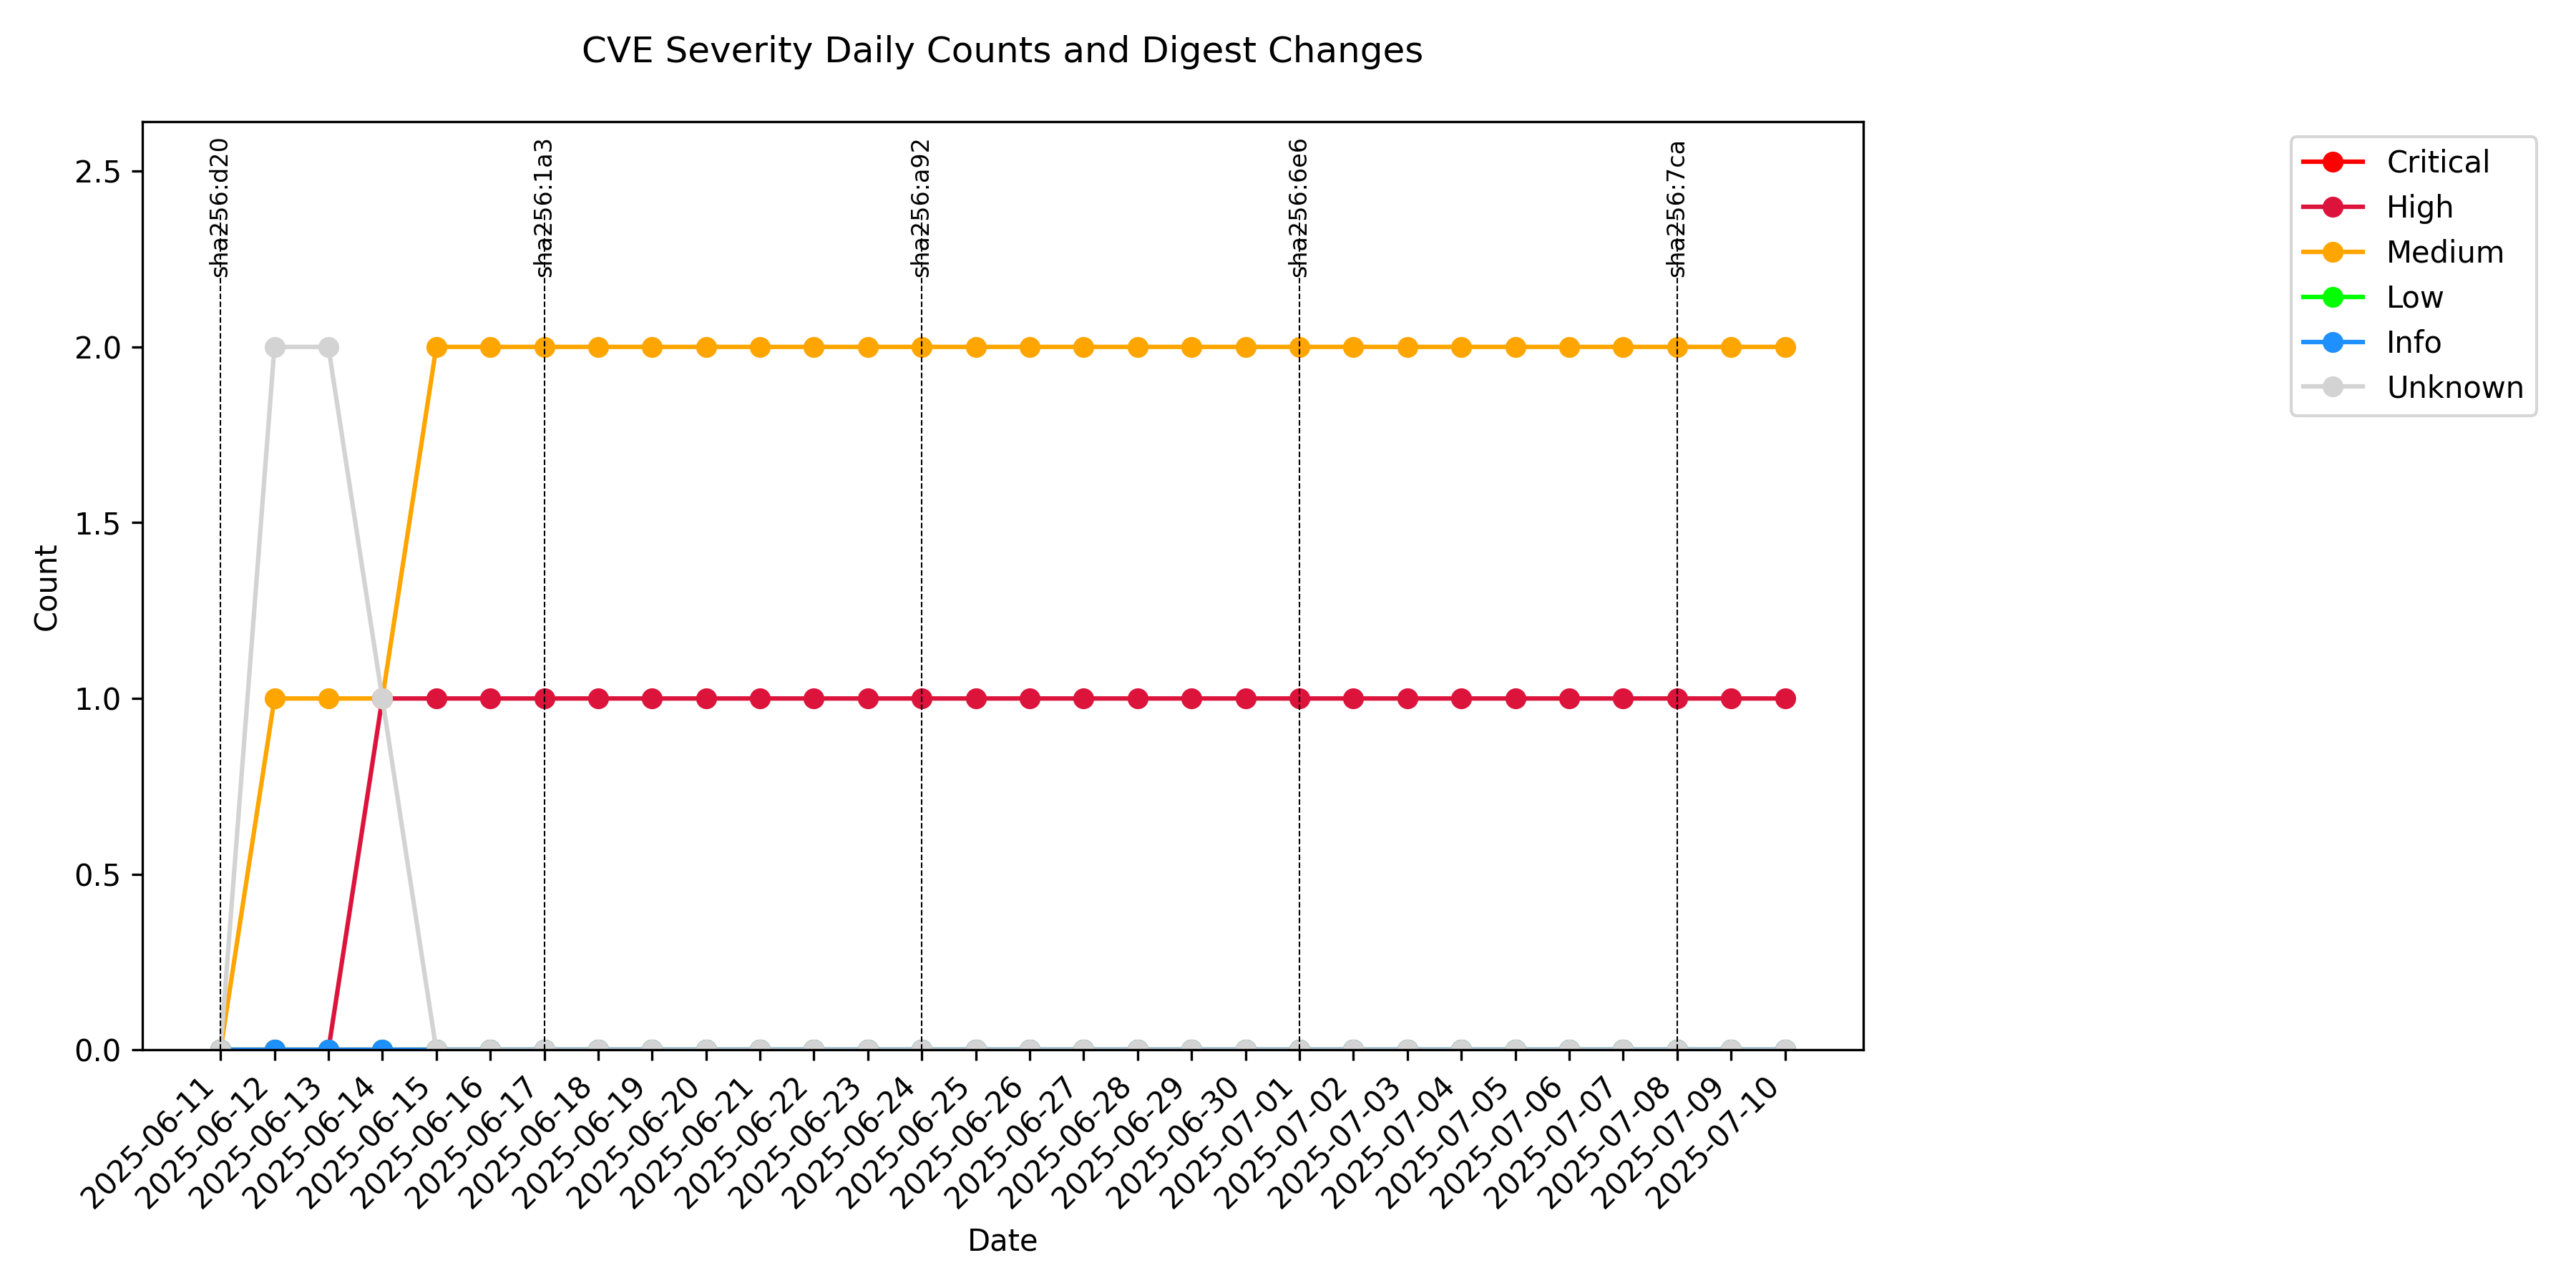 CVE Severity Daily Counts and Digest Changes
sha256:d20
sha256:1a3
sha256:a92
sha256:6e6
sha256:7ca
Critical
High
Medium
Low
Info
Unknown
2.5
2.0
1.5
1.0
0.5
0.0
Count
2025-06-11
2025-06-12
2025-06-13
2025-06-14
2025-06-15
2025-06-16
2025-06-17
2025-06-18
2025-06-19
2025-06-20
2025-06-21
2025-06-22
2025-06-23
2025-06-24
2025-06-25
2025-06-26
2025-06-27
2025-06-28
2025-06-29
2025-06-30
2025-07-01
2025-07-02
2025-07-03
2025-07-04
2025-07-05
2025-07-06
2025-07-07
2025-07-08
2025-07-09
2025-07-10
Date